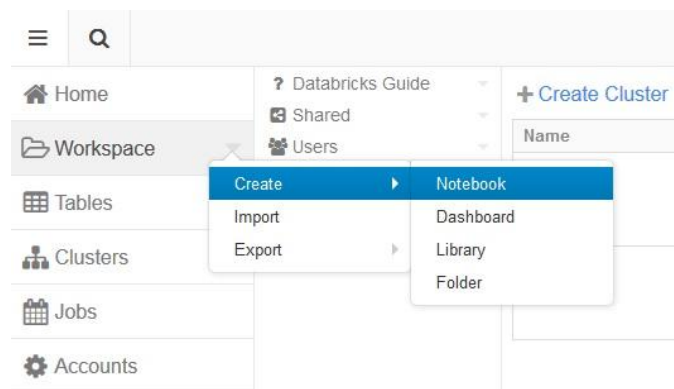 Home
Workspace
Tables
Clusters
Jobs
Accounts
? Databricks Guide
Shared
Users
Create
Import
Export
Notebook
Dashboard
Library
Folder
+ Create Cluster
Name